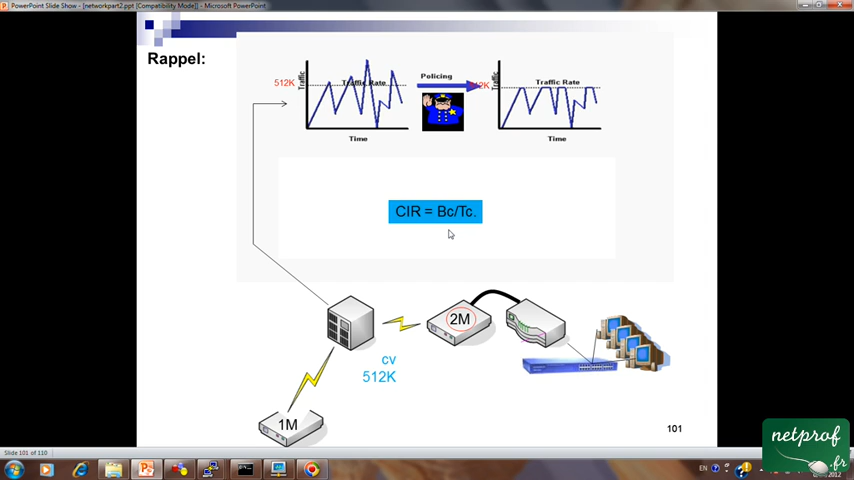 PowerPoint Slide Show - [networkpart2.ppt [Compatibility Mode]] - Microsoft PowerPoint
Rappel:
512K
Traffic
Traffic Rate
Time
Policing
Traffic
Traffic Rate
Time
CIR = Bc/Tc.
2M
cv
512K
1M
101
netprof
.fr
Slide 101 of 110
EN